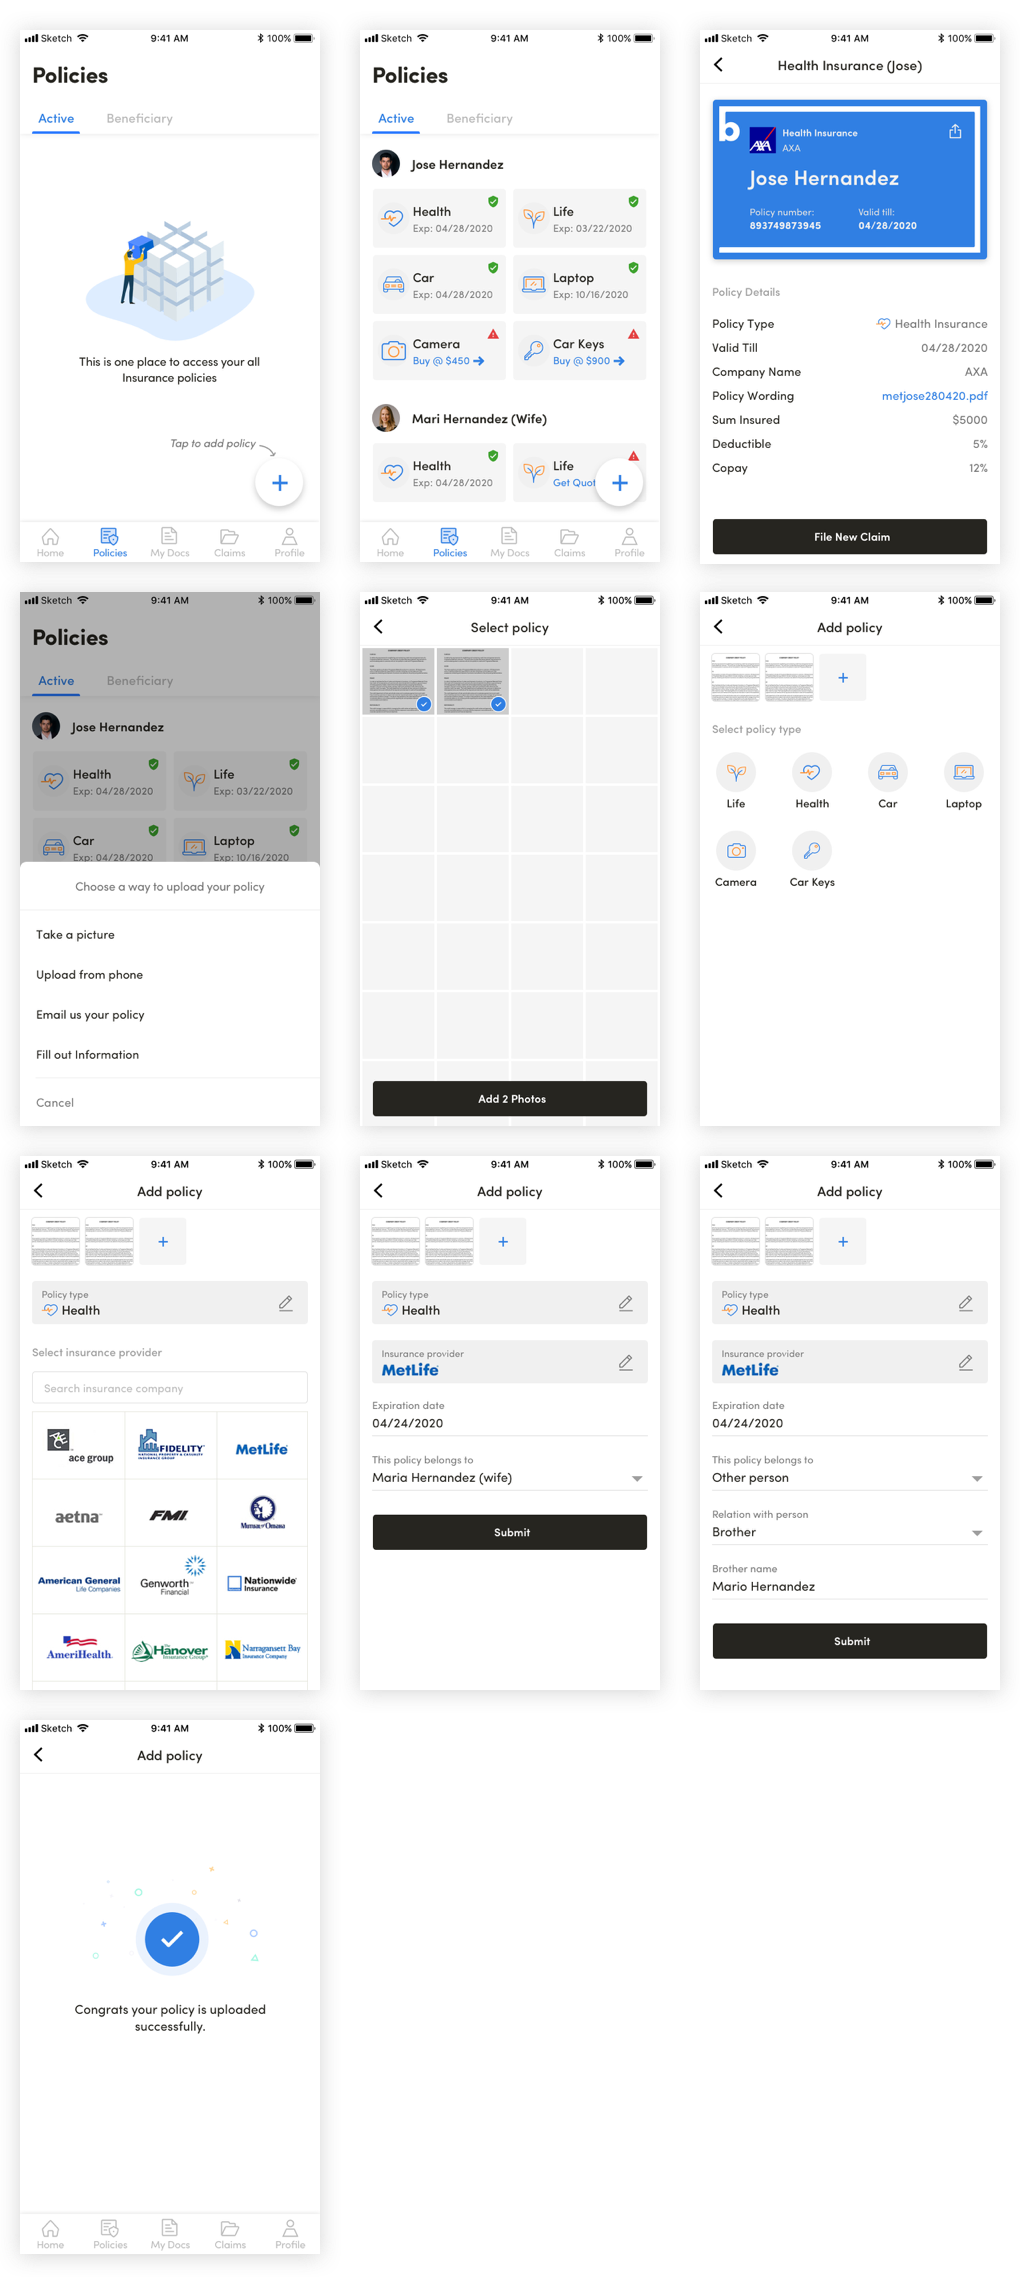 Sketch 9:41 AM 100%
Policies
Active Beneficiary
This is one place to access your all
Insurance policies
Tap to add policy
Home Policies My Docs Claims Profile
Sketch 9:41 AM 100%
Policies
Active Beneficiary
Jose Hernandez
Health
Exp: 04/28/2020
Life
Exp: 03/22/2020
Car
Exp: 04/28/2020
Laptop
Exp: 10/16/2020
Camera
Buy @ $450
Car Keys
Buy @ $900
Mari Hernandez (Wife)
Health
Exp: 04/28/2020
Life
Get Quot
Home Policies My Docs Claims Profile
Sketch 9:41 AM 100%
Health Insurance (Jose)
b
AXA
Health Insurance
AXA
Jose Hernandez
Policy number: Valid till:
893749873945 04/28/2020
Policy Details
Policy Type Health Insurance
Valid Till 04/28/2020
Company Name AXA
Policy Wording metjose280420.pdf
Sum Insured $5000
Deductible 5%
Copay 12%
File New Claim
Sketch 9:41 AM 100%
Policies
Active Beneficiary
Jose Hernandez
Health
Exp: 04/28/2020
Life
Exp: 03/22/2020
Car
Exp: 04/28/2020
Laptop
Exp: 10/16/2020
Choose a way to upload your policy
Take a picture
Upload from phone
Email us your policy
Fill out Information
Cancel
Sketch 9:41 AM 100%
Select policy
Add 2 Photos
Sketch 9:41 AM 100%
Add policy
+
Select policy type
Life Health Car Laptop
Camera Car Keys
Sketch 9:41 AM 100%
Add policy
+
Policy type
Health
Select insurance provider
Search insurance company
ace group
FIDELITY
NATIONAL PROPERTY & CASUALTY
INSURANCE GROUP
MetLife
aetna
FMI
Mutual of Omaha
American General
Life Companies
Genworth
Financial
Nationwide
Insurance
AmeriHealth.
The
Hanover
Insurance Group
Narragansett Bay
Insurance Company
Sketch 9:41 AM 100%
Add policy
+
Policy type
Health
Insurance provider
MetLife
Expiration date
04/24/2020
This policy belongs to
Maria Hernandez (wife)
Submit
Sketch 9:41 AM 100%
Add policy
+
Policy type
Health
Insurance provider
MetLife
Expiration date
04/24/2020
This policy belongs to
Other person
Relation with person
Brother
Brother name
Mario Hernandez
Submit
Sketch 9:41 AM 100%
Add policy
Congrats your policy is uploaded
successfully.
Home Policies My Docs Claims Profile